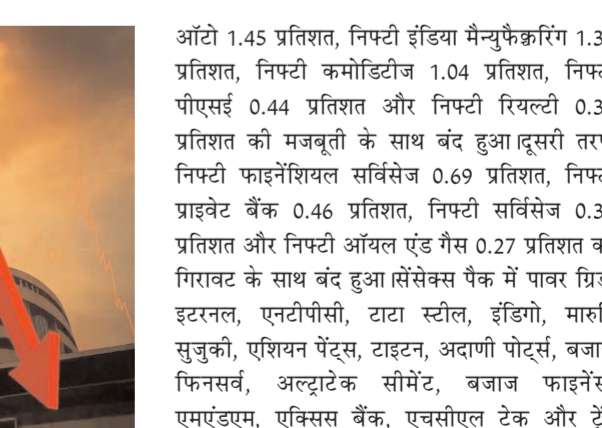 ऑटो 1.45 प्रतिशत, निफ्टी इंडिया मैन्युफैक्चरिंग 1.3
प्रतिशत, निफ्टी कमोडिटीज 1.04 प्रतिशत,
पीएसई 0.44 प्रतिशत और निफ्टी रियल्टी 0.3
प्रतिशत की मजबूती के साथ बंद हुआ।दूसरी
निफ्टी फाइनेंशियल सर्विसेज 0.69 प्रतिशत,
प्राइवेट बैंक 0.46 प्रतिशत, निफ्टी सर्विसेज 0.3
प्रतिशत और निफ्टी ऑयल एंड गैस 0.27 प्रतिशत
गिरावट के साथ बंद हुआ।सेंसेक्स पैक में पावर
इटरनल, एनटीपीसी, टाटा स्टील, इंडिगो,
सुजुकी, एशियन पेंट्स, टाइटन, अदाणी पोर्ट्स,
फिनसर्व, अल्ट्राटेक सीमेंट, बजाज
एमएंडएम, एक्सिस बैंक, एचसीएल टेक और